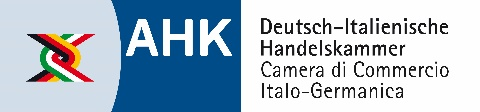 AHK
Deutsch-Italienische
Handelskammer
Camera di Commercio
Italo-Germanica